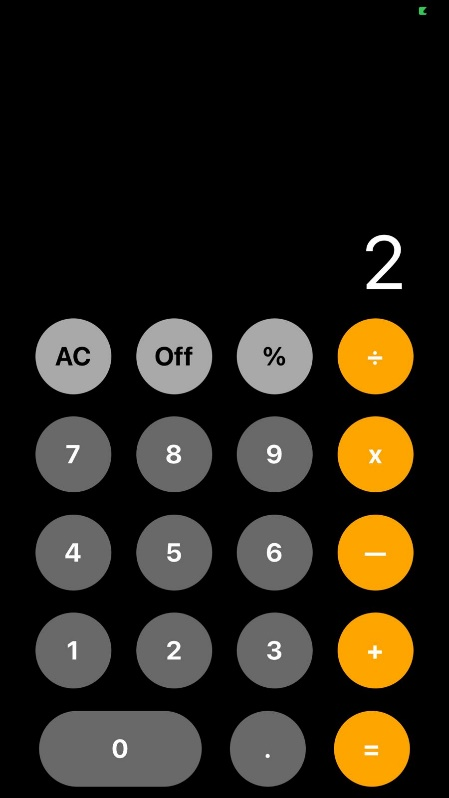 2
AC Off % ÷
7 8 9 x
4 5 6 —
1 2 3 +
0 . =